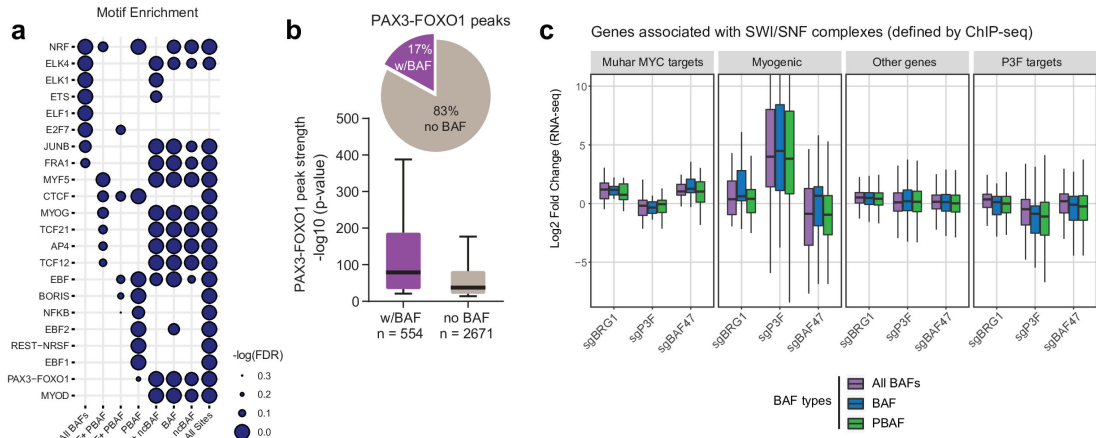 a
Motif Enrichment
NRF
ELK4
ELK1
ETS
ELF1
E2F7
JUNB
FRA1
MYF5
CTCF
MYOG
TCF21
AP4
TCF12
EBF
BORIS
NFKB
EBF2
REST-NRSF
EBF1
PAX3-FOXO1
MYOD
All BAFs
PBAF
PBAF
PBAF
ncBAF
BAF
ncBAF
All Sites
-log(FDR)
0.3
0.2
0.1
0.0
b
PAX3-FOXO1 peaks
17%
w/BAF
83%
no BAF
PAX3-FOXO1 peak strength
-log10 (p-value)
500
400
300
200
100
0
w/BAF
n = 554
no BAF
n = 2671
c
Genes associated with SWI/SNF complexes (defined by ChIP-seq)
Muhar MYC targets
Myogenic
Other genes
P3F targets
Log2 Fold Change (RNA-seq)
10
5
0
−5
sgBRG1
sgP3F
sgBAF47
sgBRG1
sgP3F
sgBAF47
sgBRG1
sgP3F
sgBAF47
sgBRG1
sgP3F
sgBAF47
BAF types
All BAFs
BAF
PBAF